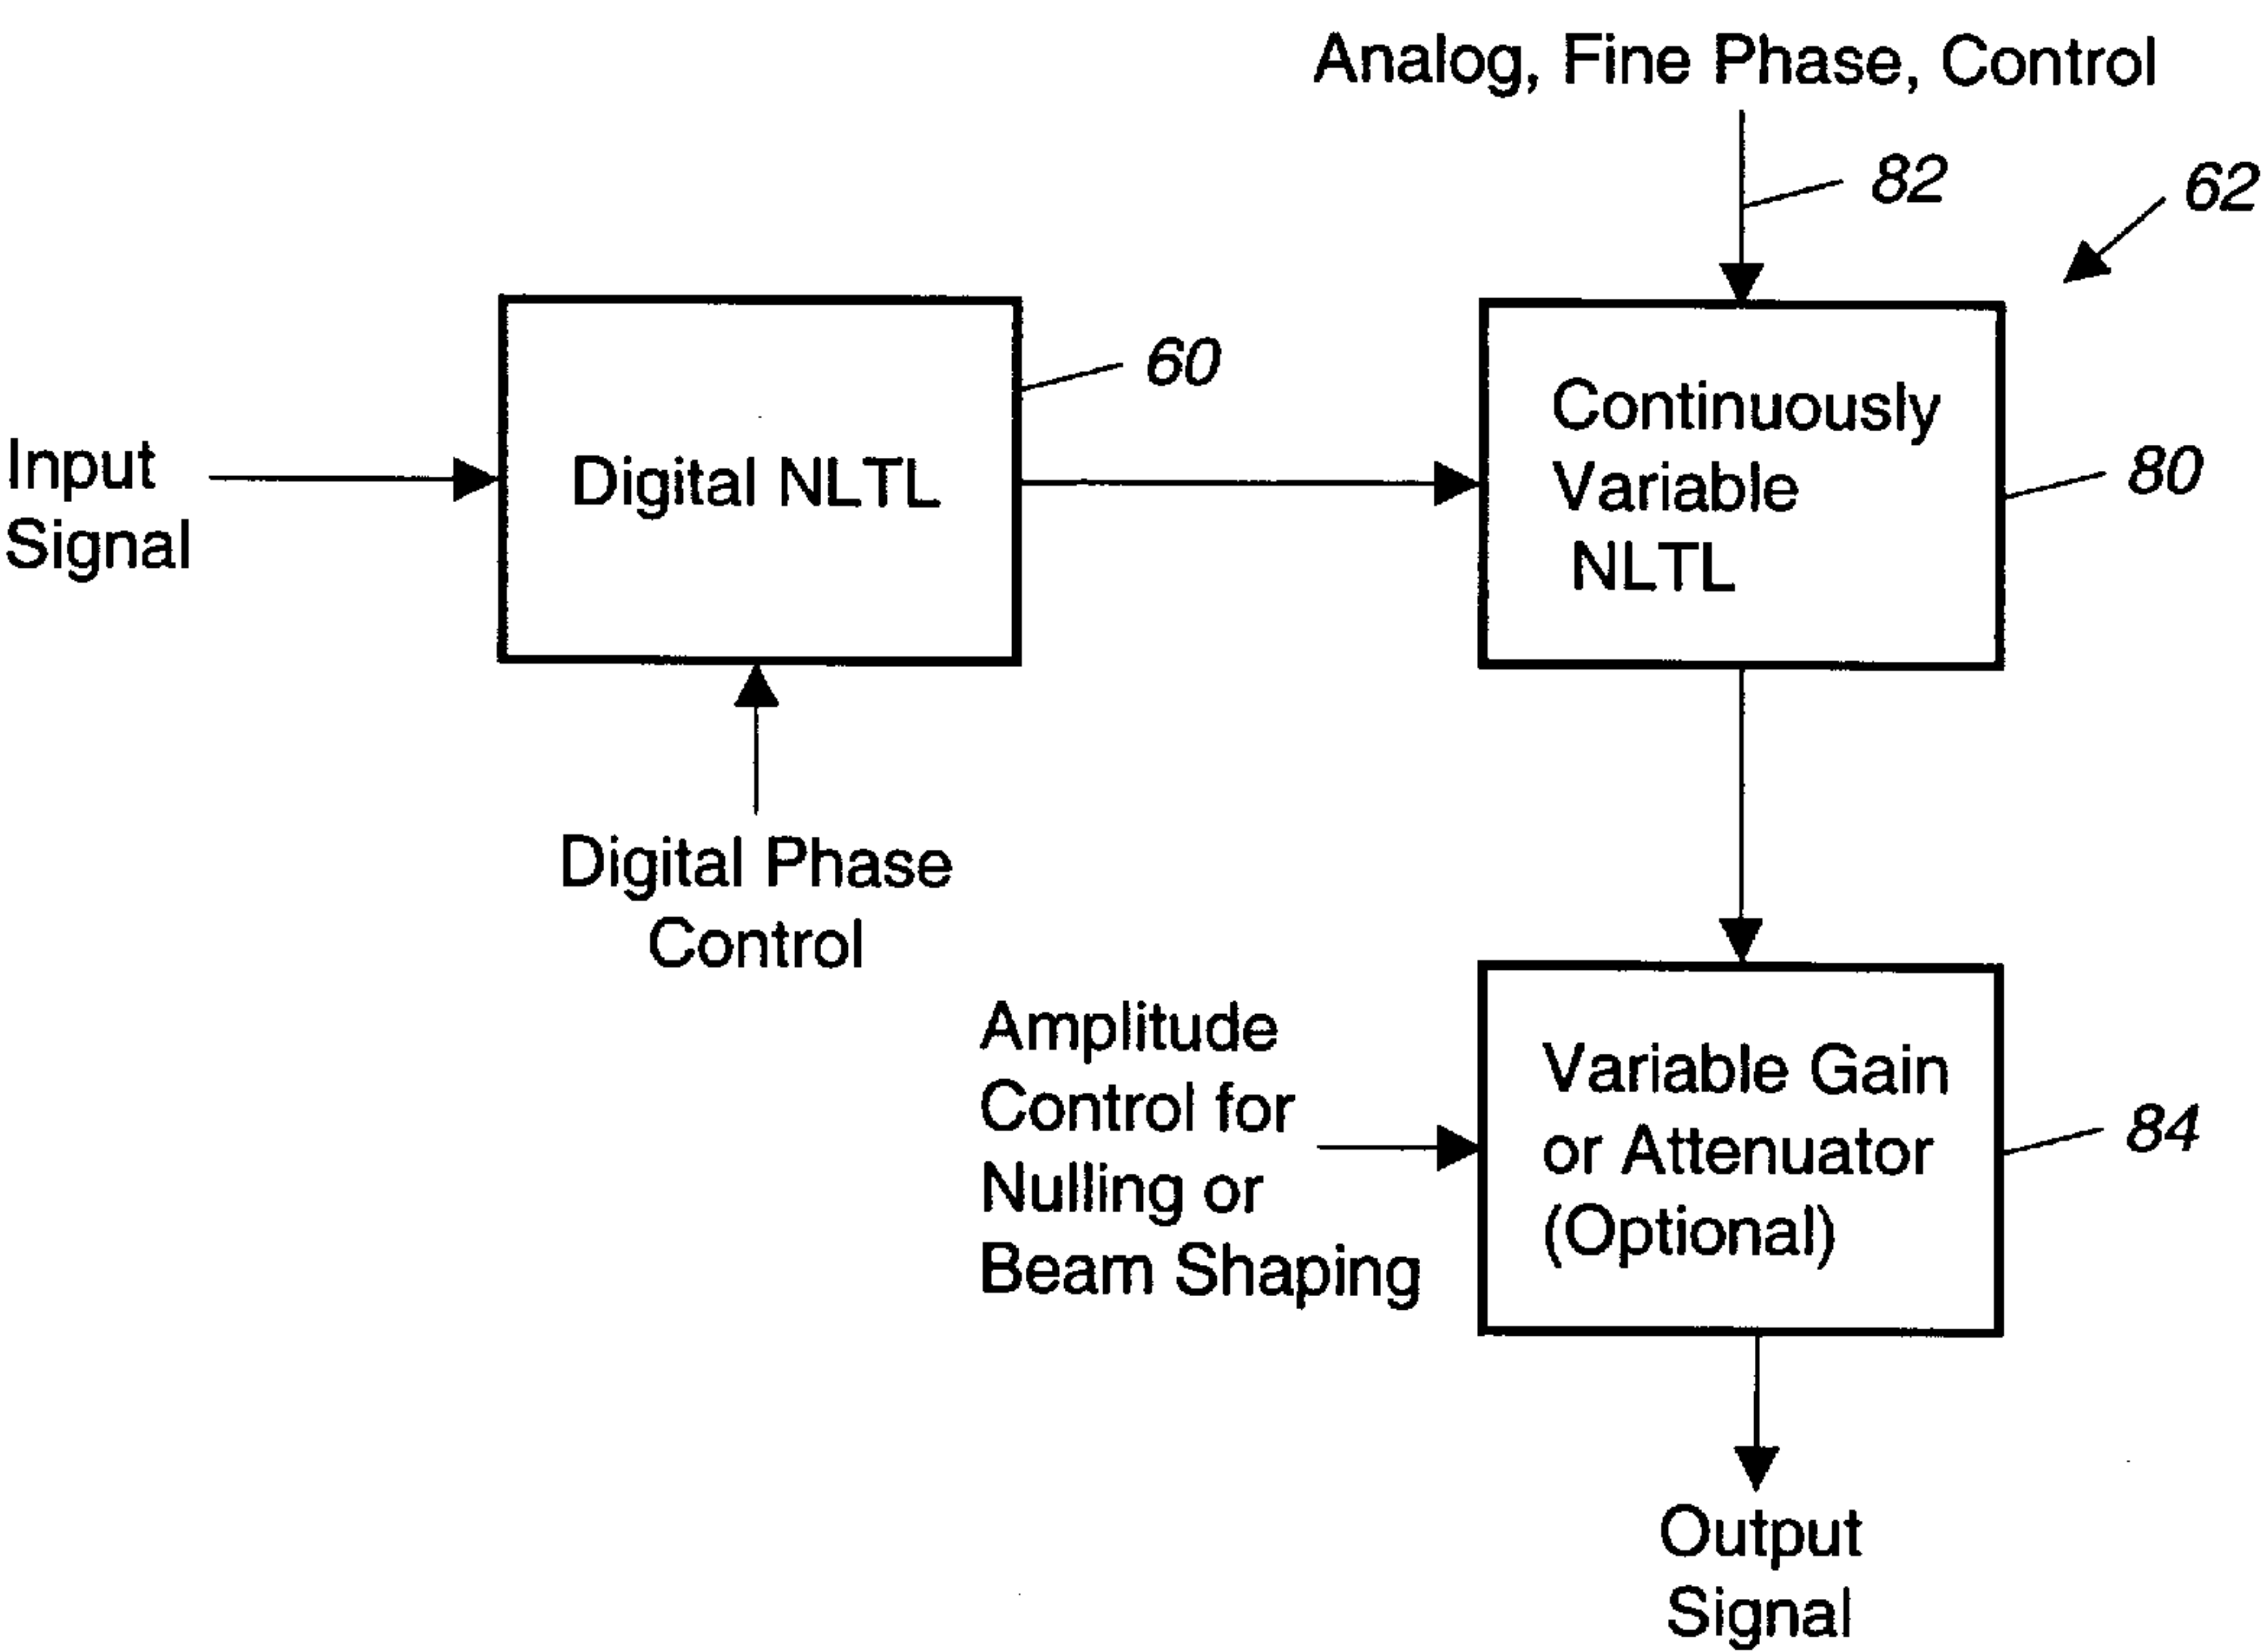 Analog, Fine Phase, Control
82
62
60
Input
Signal
Digital NLTL
Continuously
Variable
NLTL
80
Digital Phase
Control
Amplitude
Control for
Nulling or
Beam Shaping
Variable Gain
or Attenuator
(Optional)
84
Output
Signal